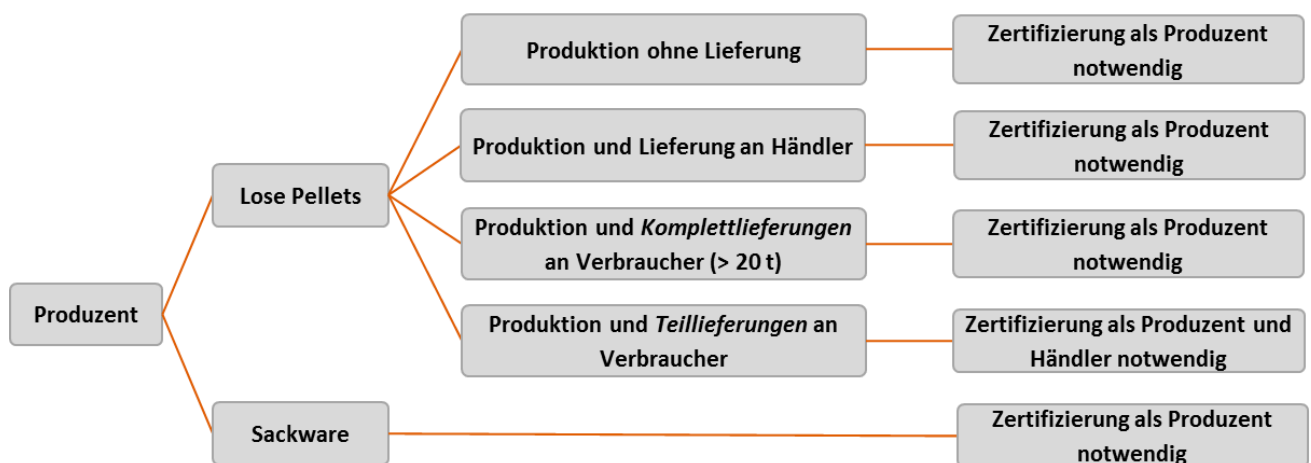 Produktion ohne Lieferung
Zertifizierung als Produzent
notwendig
Produktion und Lieferung an Händler
Zertifizierung als Produzent
notwendig
Lose Pellets
Produktion und Komplettlieferungen
an Verbraucher (> 20 t)
Zertifizierung als Produzent
notwendig
Produzent
Produktion und Teillieferungen an
Verbraucher
Zertifizierung als Produzent und
Händler notwendig
Sackware
Zertifizierung als Produzent
notwendig